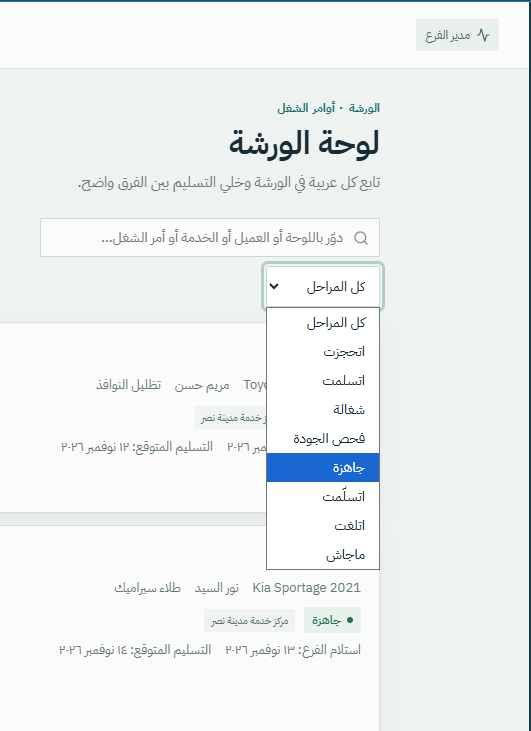 مدير الفرع
الورشة · أوامر الشغل
لوحة الورشة
تابع كل عربية في الورشة وخلي التسليم بين الفرق واضح.
دوّر باللوحة أو العميل أو الخدمة أو أمر الشغل...
كل المراحل
كل المراحل
اتحجزت
اتسلمت
شغالة
فحص الجودة
جاهزة
اتسلّمت
اتلغت
ماجاش
مريم حسن تظليل النوافذ
خدمة مدينة نصر
٢٠٢٦ التسليم المتوقع: ١٢ نوفمبر ٢٠٢٦
Kia Sportage 2021 نور السيد طلاء سيراميك
جاهزة مركز خدمة مدينة نصر
استلام الفرع: ١٣ نوفمبر ٢٠٢٦ التسليم المتوقع: ١٤ نوفمبر ٢٠٢٦